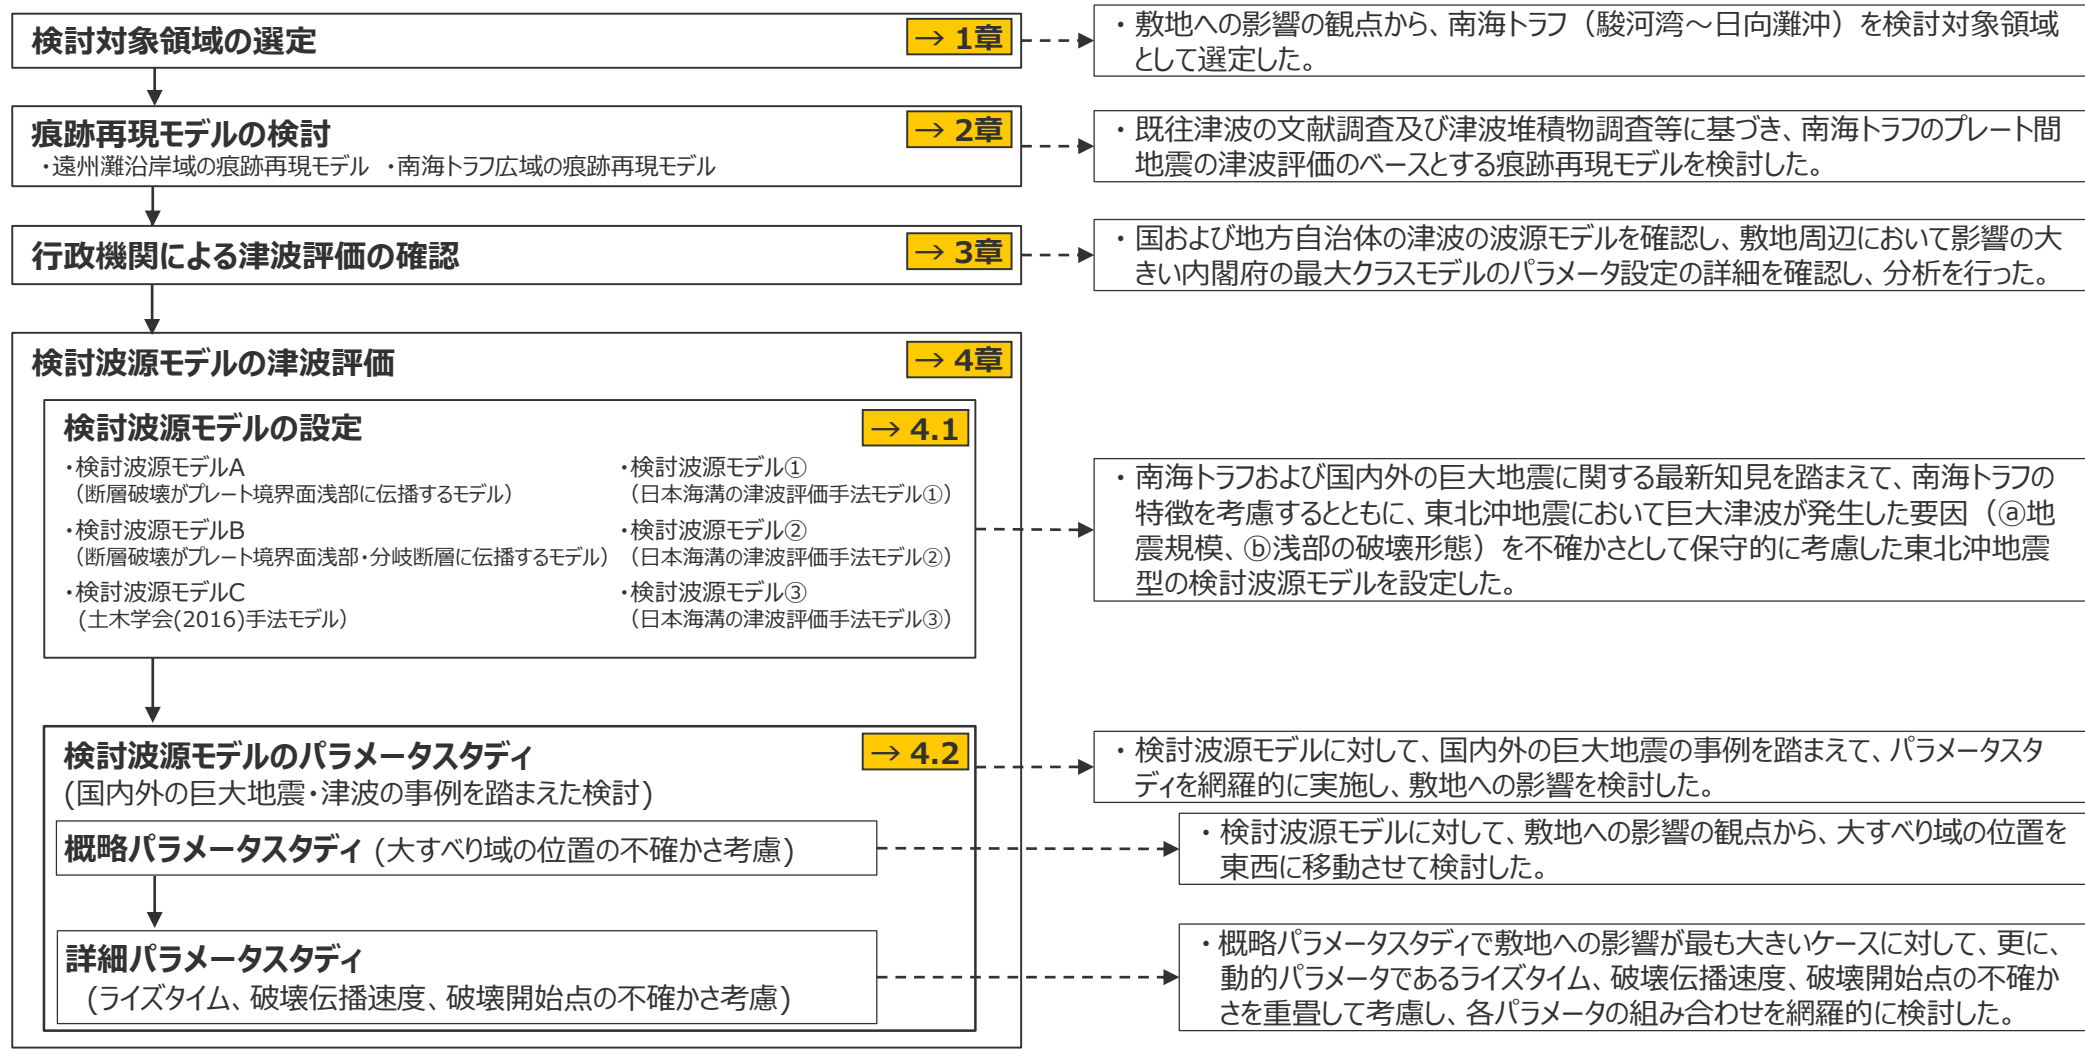 検討対象領域の選定
→ 1章
・敷地への影響の観点から、南海トラフ（駿河湾～日向灘沖）を検討対象領域
として選定した。
痕跡再現モデルの検討
→ 2章
・遠州灘沿岸域の痕跡再現モデル ・南海トラフ広域の痕跡再現モデル
・既往津波の文献調査及び津波堆積物調査等に基づき、南海トラフのプレート間
地震の津波評価のベースとする痕跡再現モデルを検討した。
行政機関による津波評価の確認
→ 3章
・国および地方自治体の津波の波源モデルを確認し、敷地周辺において影響の大
きい内閣府の最大クラスモデルのパラメータ設定の詳細を確認し、分析を行った。
検討波源モデルの津波評価
→ 4章
検討波源モデルの設定
→ 4.1
・検討波源モデルA
（断層破壊がプレート境界面浅部に伝播するモデル）
・検討波源モデルB
（断層破壊がプレート境界面浅部・分岐断層に伝播するモデル）
・検討波源モデルC
(土木学会(2016)手法モデル）
・検討波源モデル①
（日本海溝の津波評価手法モデル①）
・検討波源モデル②
（日本海溝の津波評価手法モデル②）
・検討波源モデル③
（日本海溝の津波評価手法モデル③）
・南海トラフおよび国内外の巨大地震に関する最新知見を踏まえて、南海トラフの
特徴を考慮するとともに、東北沖地震において巨大津波が発生した要因（ⓐ地
震規模、ⓑ浅部の破壊形態）を不確かさとして保守的に考慮した東北沖地震
型の検討波源モデルを設定した。
検討波源モデルのパラメータスタディ
→ 4.2
(国内外の巨大地震・津波の事例を踏まえた検討)
・検討波源モデルに対して、国内外の巨大地震の事例を踏まえて、パラメータスタ
ディを網羅的に実施し、敷地への影響を検討した。
概略パラメータスタディ (大すべり域の位置の不確かさ考慮)
・検討波源モデルに対して、敷地への影響の観点から、大すべり域の位置を
東西に移動させて検討した。
詳細パラメータスタディ
(ライズタイム、破壊伝播速度、破壊開始点の不確かさ考慮)
・概略パラメータスタディで敷地への影響が最も大きいケースに対して、更に、
動的パラメータであるライズタイム、破壊伝播速度、破壊開始点の不確か
さを重畳して考慮し、各パラメータの組み合わせを網羅的に検討した。